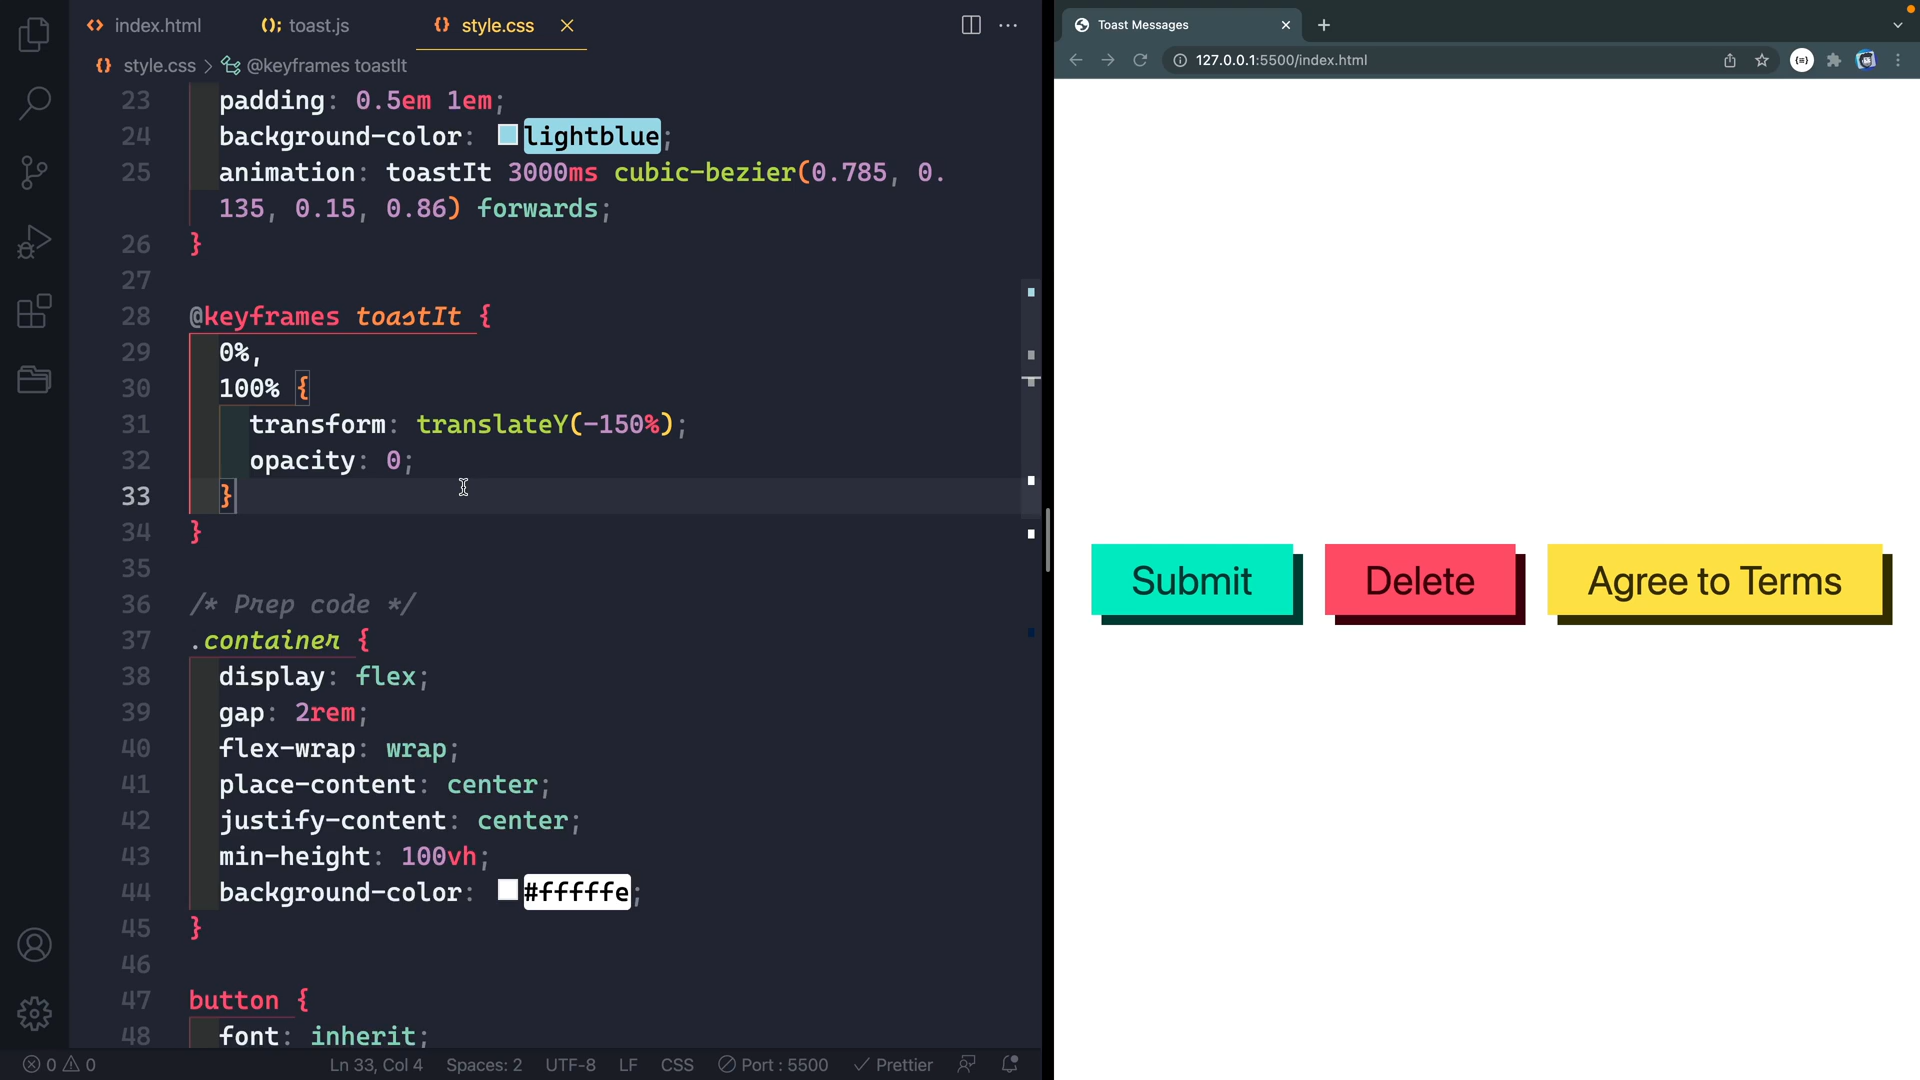 index.html
toast.js
style.css
style.css > @keyframes toastIt
23 padding: 0.5em 1em;
24 background-color: lightblue;
25 animation: toastIt 3000ms cubic-bezier(0.785, 0.
135, 0.15, 0.86) forwards;
26 }
27
28 @keyframes toastIt {
29 0%,
30 100% {
31 transform: translateY(-150%);
32 opacity: 0;
33 }
34 }
35
36 /* Prep code */
37 .container {
38 display: flex;
39 gap: 2rem;
40 flex-wrap: wrap;
41 place-content: center;
42 justify-content: center;
43 min-height: 100vh;
44 background-color: #fffffe;
45 }
46
47 button {
48 font: inherit;
0 0
Ln 33, Col 4
Spaces: 2
UTF-8
LF
CSS
Port : 5500
Prettier
Toast Messages
127.0.0.1:5500/index.html
Submit
Delete
Agree to Terms